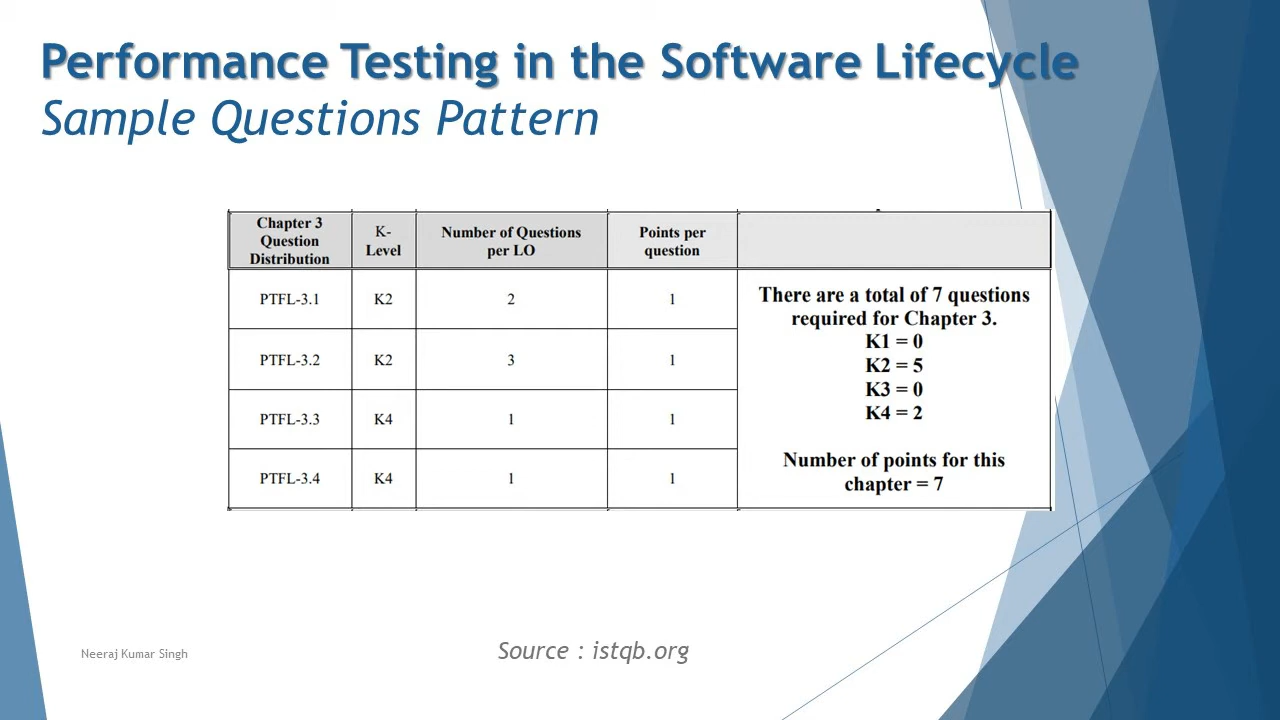 Performance Testing in the Software Lifecycle
Sample Questions Pattern
Chapter 3
Question
Distribution
K-
Level
Number of Questions
per LO
Points per
question
PTFL-3.1
K2
2
1
PTFL-3.2
K2
3
1
PTFL-3.3
K4
1
1
PTFL-3.4
K4
1
1
There are a total of 7 questions
required for Chapter 3.
K1 = 0
K2 = 5
K3 = 0
K4 = 2
Number of points for this
chapter = 7
Neeraj Kumar Singh
Source : istqb.org